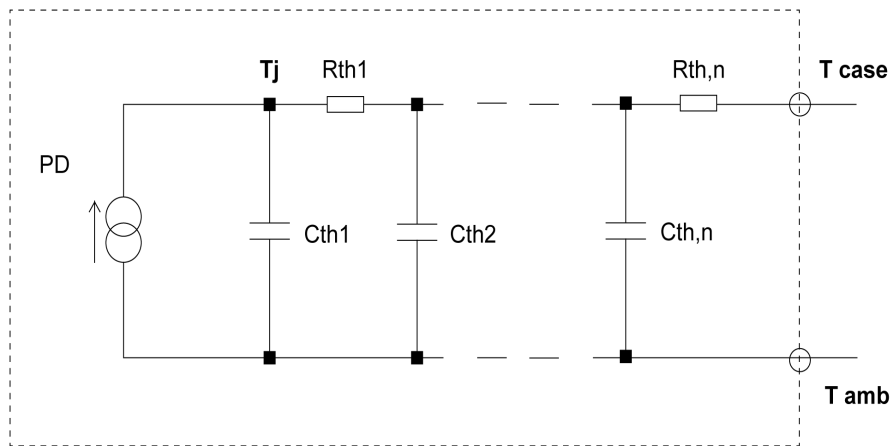 Tj
Rth1
Rth,n
T case
PD
Cth1
Cth2
Cth,n
T amb